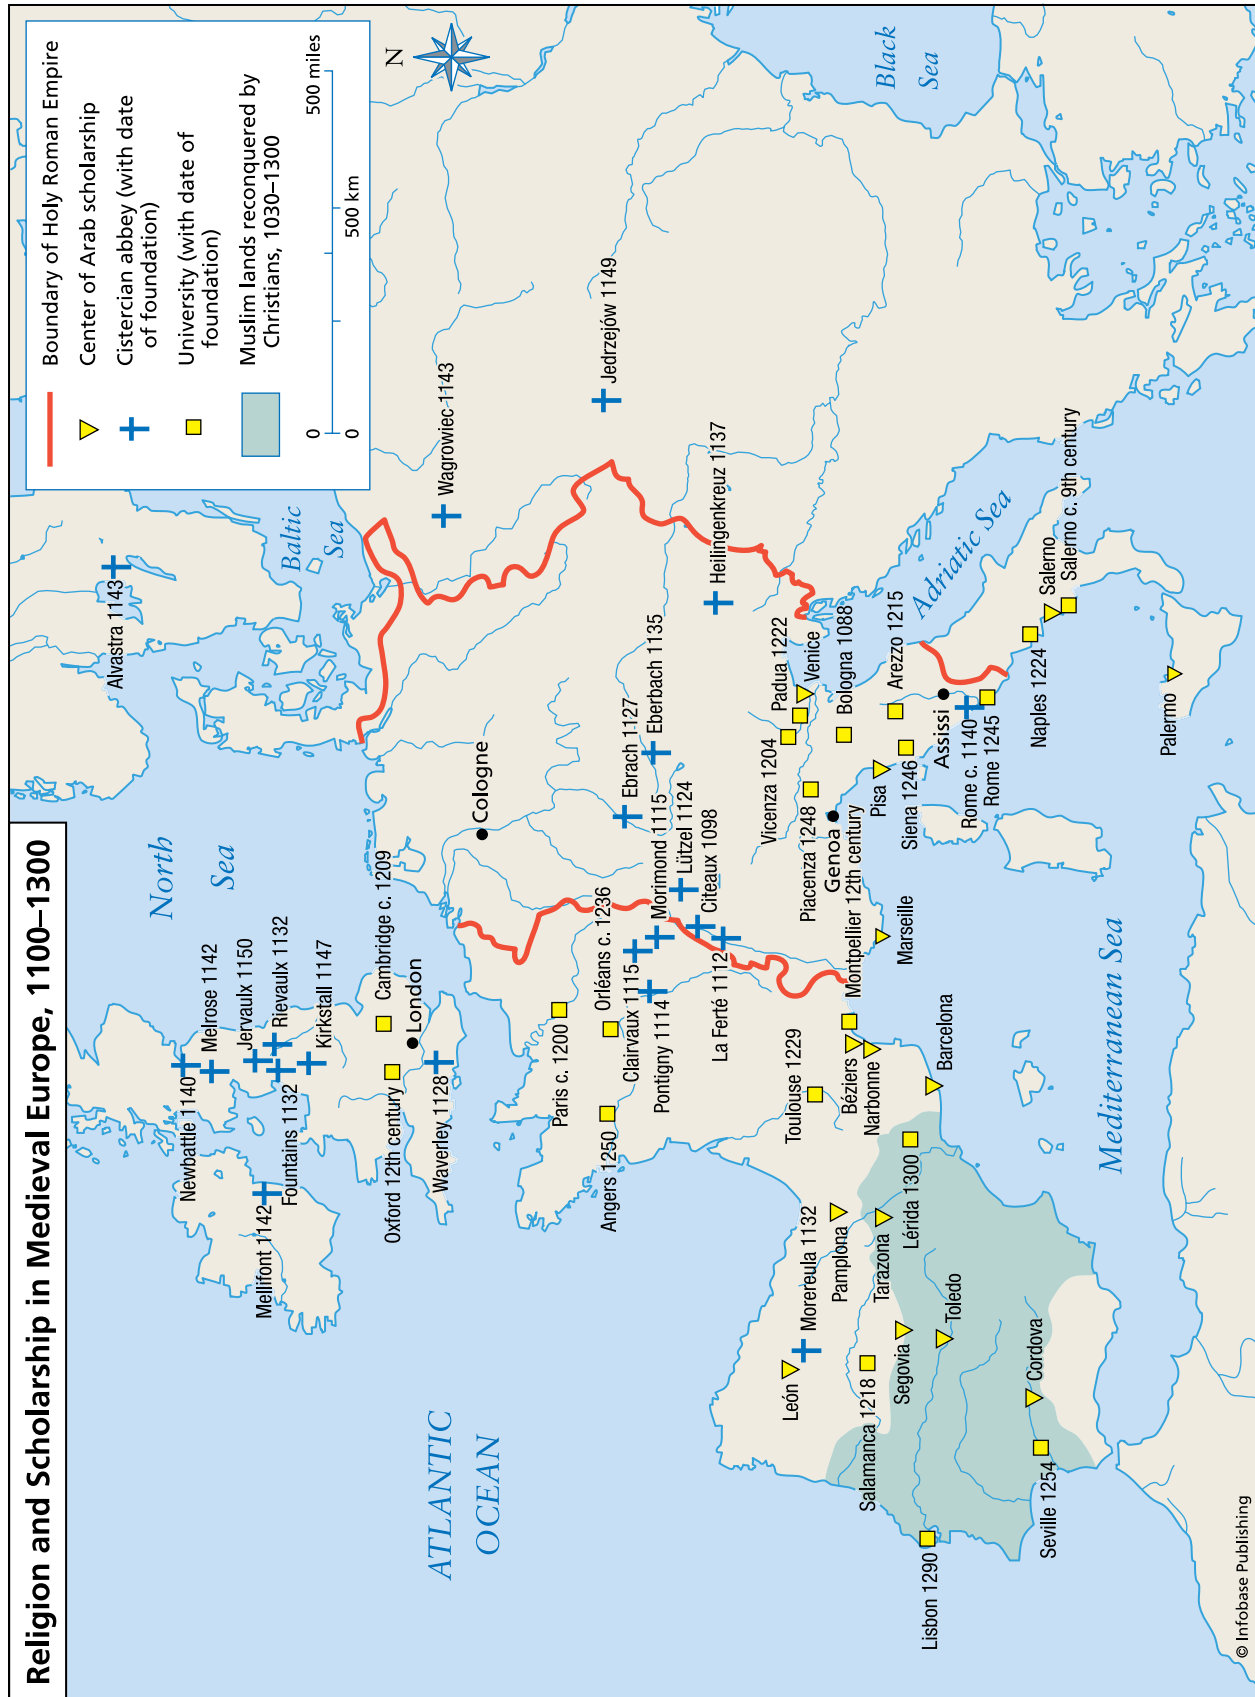 Religion and Scholarship in Medieval Europe, 1100–1300
Boundary of Holy Roman Empire
Center of Arab scholarship
Cistercian abbey (with date
of foundation)
University (with date of
foundation)
Muslim lands reconquered by
Christians, 1030–1300
0
500 miles
0
500 km
N
North
Sea
Baltic
Sea
Black
Sea
ATLANTIC
OCEAN
Adriatic Sea
Mediterranean Sea
Alvastra 1143
Newbattle 1140
Melrose 1142
Jervaulx 1150
Rievaulx 1132
Kirkstall 1147
Mellifont 1142
Fountains 1132
Cambridge c. 1209
London
Oxford 12th century
Waverley 1128
Cologne
Wagrowiec 1143
Jedrzejów 1149
Heilingenkreuz 1137
Paris c. 1200
Orléans c. 1236
Angers 1250
Clairvaux 1115
Pontigny 1114
Morimond 1115
Lützel 1124
Citeaux 1098
La Ferté 1112
Ebrach 1127
Eberbach 1135
Vicenza 1204
Padua 1222
Venice
Piacenza 1248
Bologna 1088
Genoa
Pisa
Siena 1246
Arezzo 1215
Assissi
Rome c. 1140
Rome 1245
Naples 1224
Salerno
Salerno c. 9th century
Palermo
Montpellier 12th century
Marseille
Toulouse 1229
Béziers
Narbonne
Barcelona
León
Morereula 1132
Pamplona
Tarazona
Lérida 1300
Salamanca 1218
Segovia
Toledo
Cordova
Seville 1254
Lisbon 1290
© Infobase Publishing